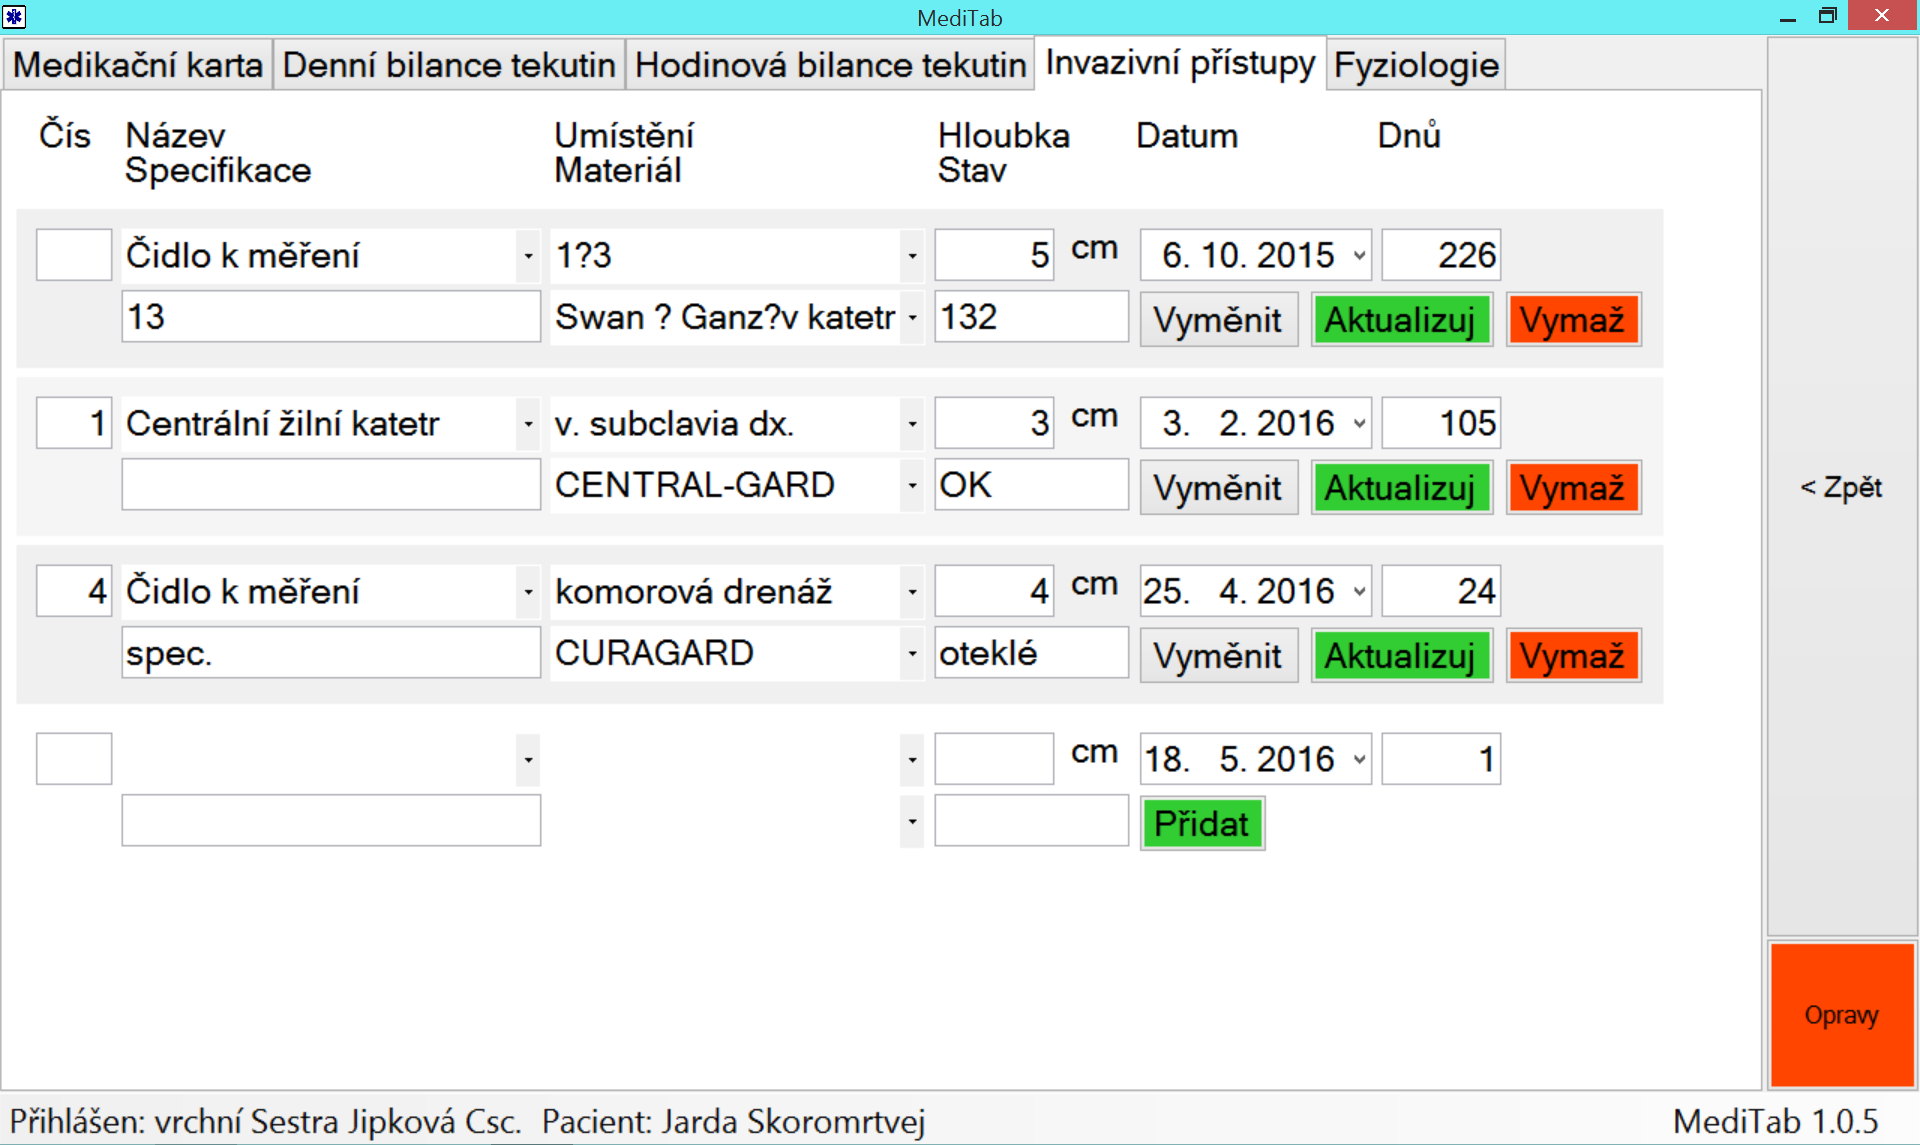 MediTab
Medikační karta Denní bilance tekutin Hodinová bilance tekutin Invazivní přístupy Fyziologie
Čís Název Umístění Hloubka Datum Dnů
Specifikace Materiál Stav
Čidlo k měření 1?3 5 cm 6. 10. 2015 226
13 Swan ? Ganz?v katetr 132 Vyměnit Aktualizuj Vymaž
1 Centrální žilní katetr v. subclavia dx. 3 cm 3. 2. 2016 105
CENTRAL-GARD OK Vyměnit Aktualizuj Vymaž
< Zpět
4 Čidlo k měření komorová drenáž 4 cm 25. 4. 2016 24
spec. CURAGARD oteklé Vyměnit Aktualizuj Vymaž
cm 18. 5. 2016 1
Přidat
Opravy
Přihlášen: vrchní Sestra Jipková Csc. Pacient: Jarda Skoromrtvej MediTab 1.0.5